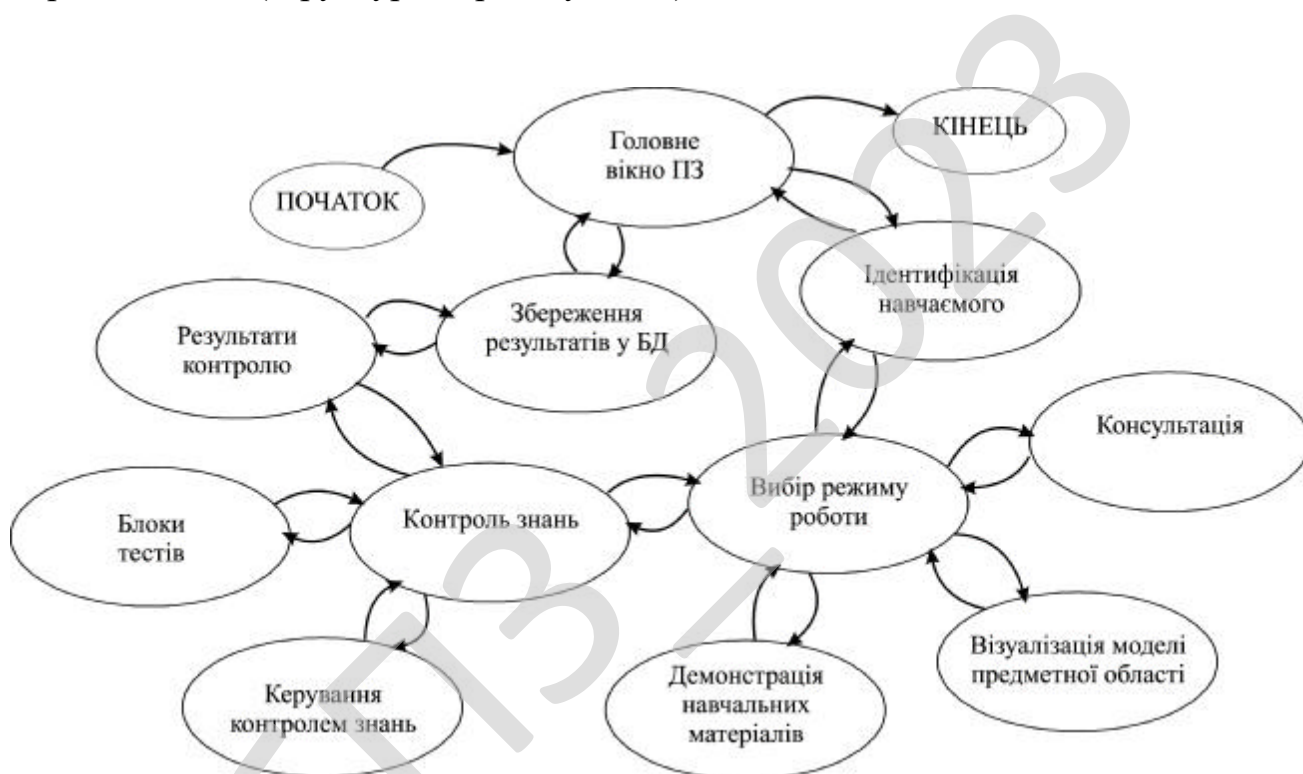 КІНЕЦЬ
Головне
вікно ПЗ
ПОЧАТОК
Ідентифікація
навчаємого
Збереження
результатів у БД
Результати
контролю
Консультація
Вибір режиму
роботи
Контроль знань
Блоки
тестів
Візуалізація моделі
предметної області
Демонстрація
навчальних
матеріалів
Керування
контролем знань
ПЗ_2023